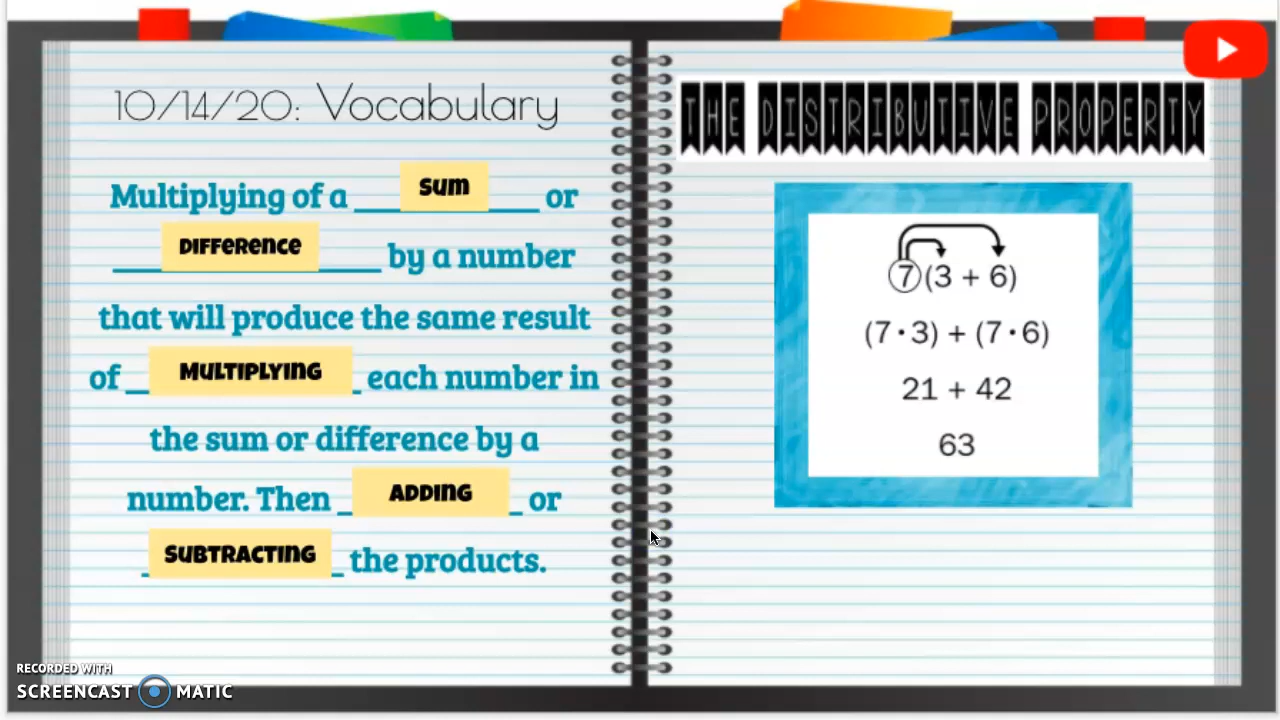 10/14/20: Vocabulary
Multiplying of a sum or
DIFFERENCE by a number
that will produce the same result
of MULTIPLYING each number in
the sum or difference by a
number. Then ADDING or
SUBTRACTING the products.
THE DISTRIBUTIVE PROPERTY
7(3 + 6)
(7·3) + (7·6)
21 + 42
63
RECORDED WITH
SCREENCAST MATIC